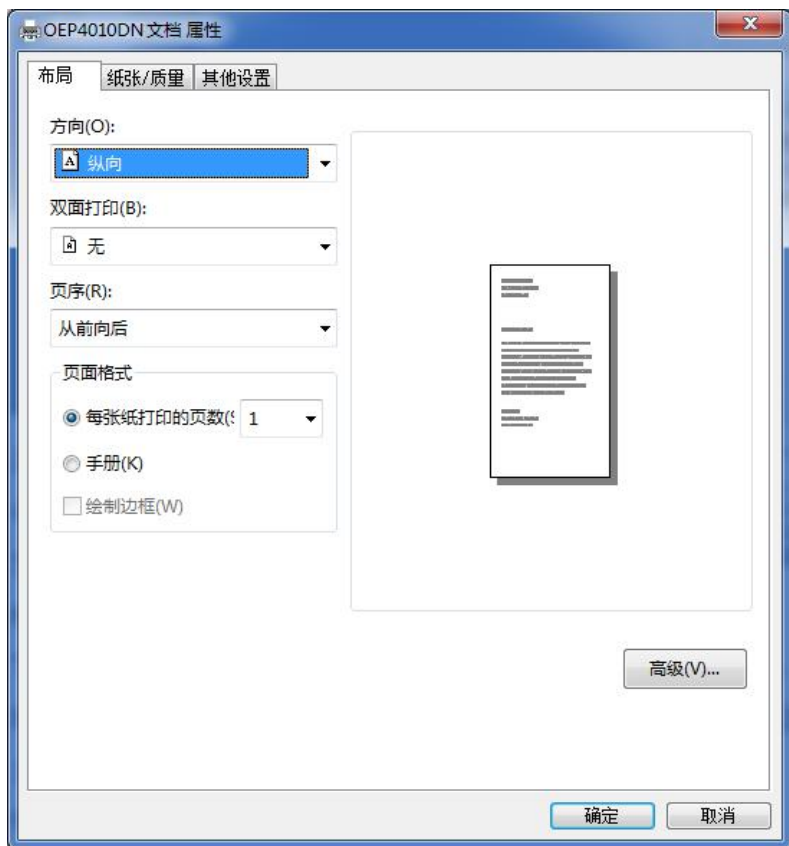 OEP4010DN 文档 属性
布局 纸张/质量 其他设置
方向(O):
纵向
双面打印(B):
无
页序(R):
从前向后
页面格式
每张纸打印的页数(S 1
手册(K)
绘制边框(W)
高级(V)...
确定 取消